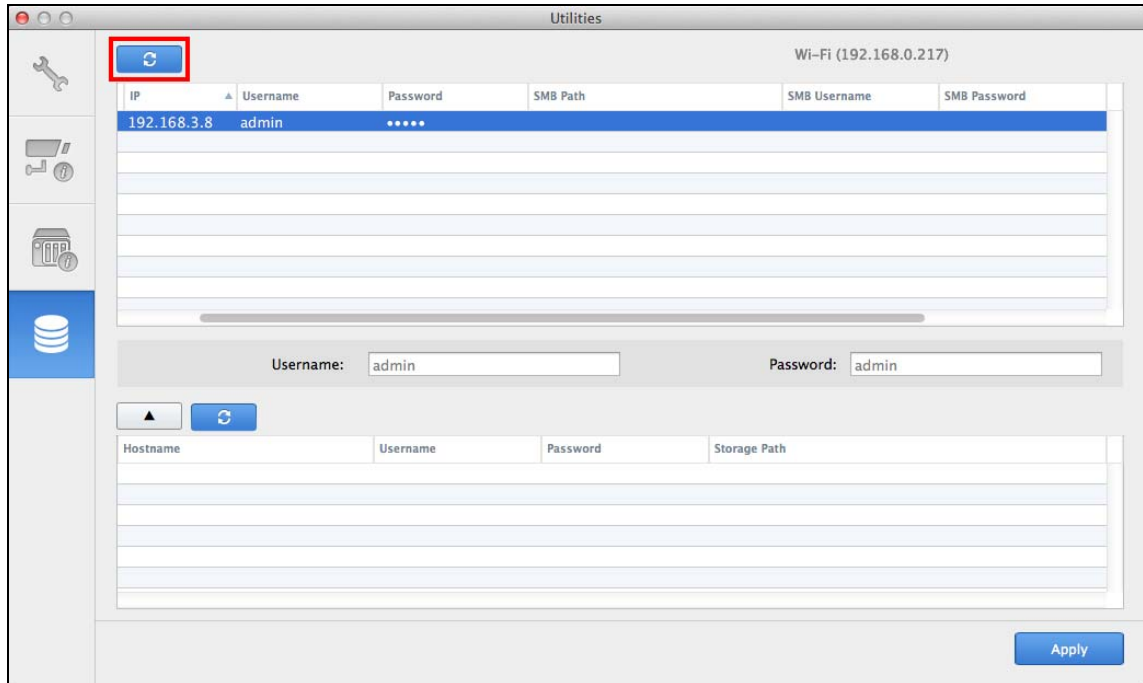 Utilities
Wi-Fi (192.168.0.217)
IP Username Password SMB Path SMB Username SMB Password
192.168.3.8 admin •••••
Username: admin Password: admin
Hostname Username Password Storage Path
Apply